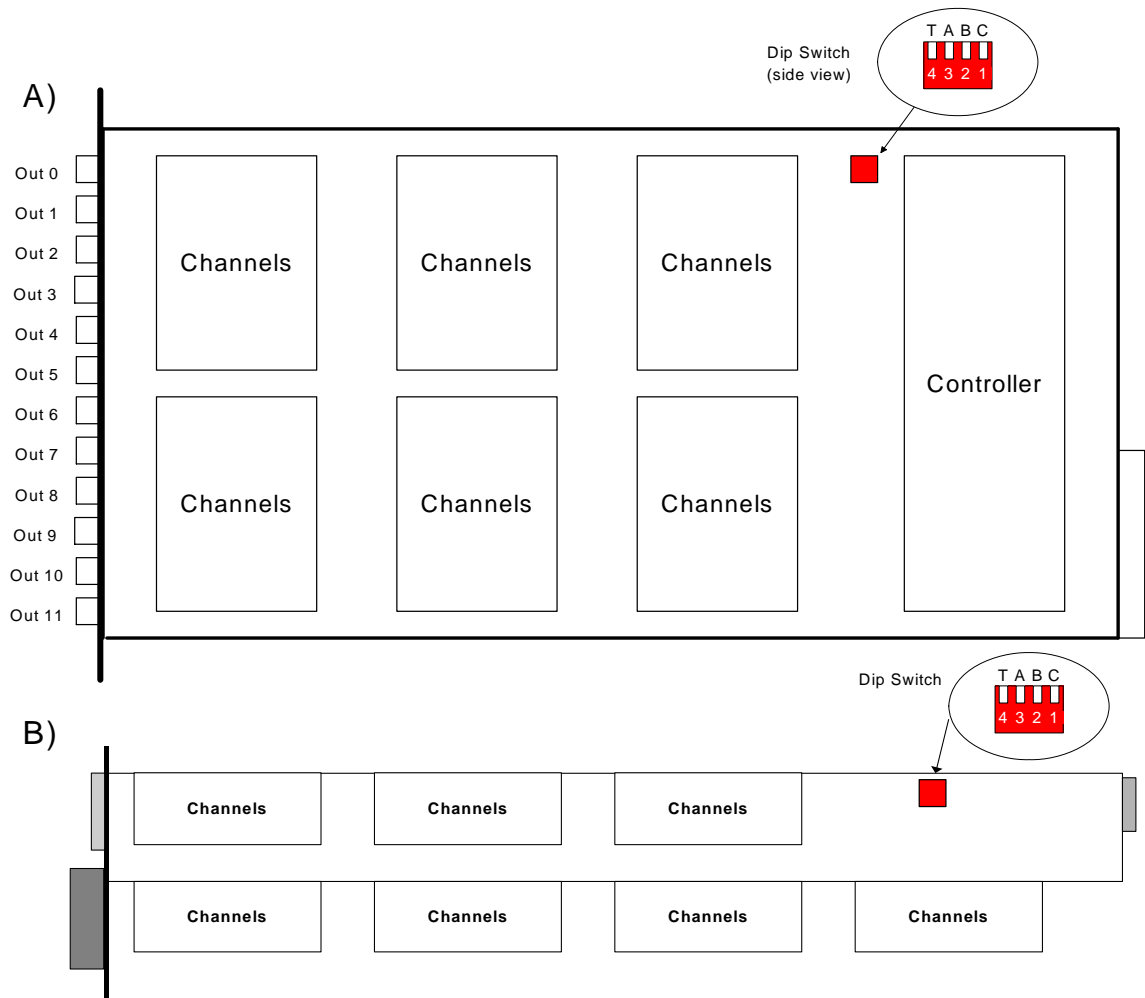 T A B C
Dip Switch
(side view)
4 3 2 1
A)
Out 0
Out 1
Out 2
Out 3
Out 4
Out 5
Out 6
Out 7
Out 8
Out 9
Out 10
Out 11
Channels Channels Channels
Controller
Channels Channels Channels
Dip Switch
T A B C
4 3 2 1
B)
Channels Channels Channels
Channels Channels Channels Channels